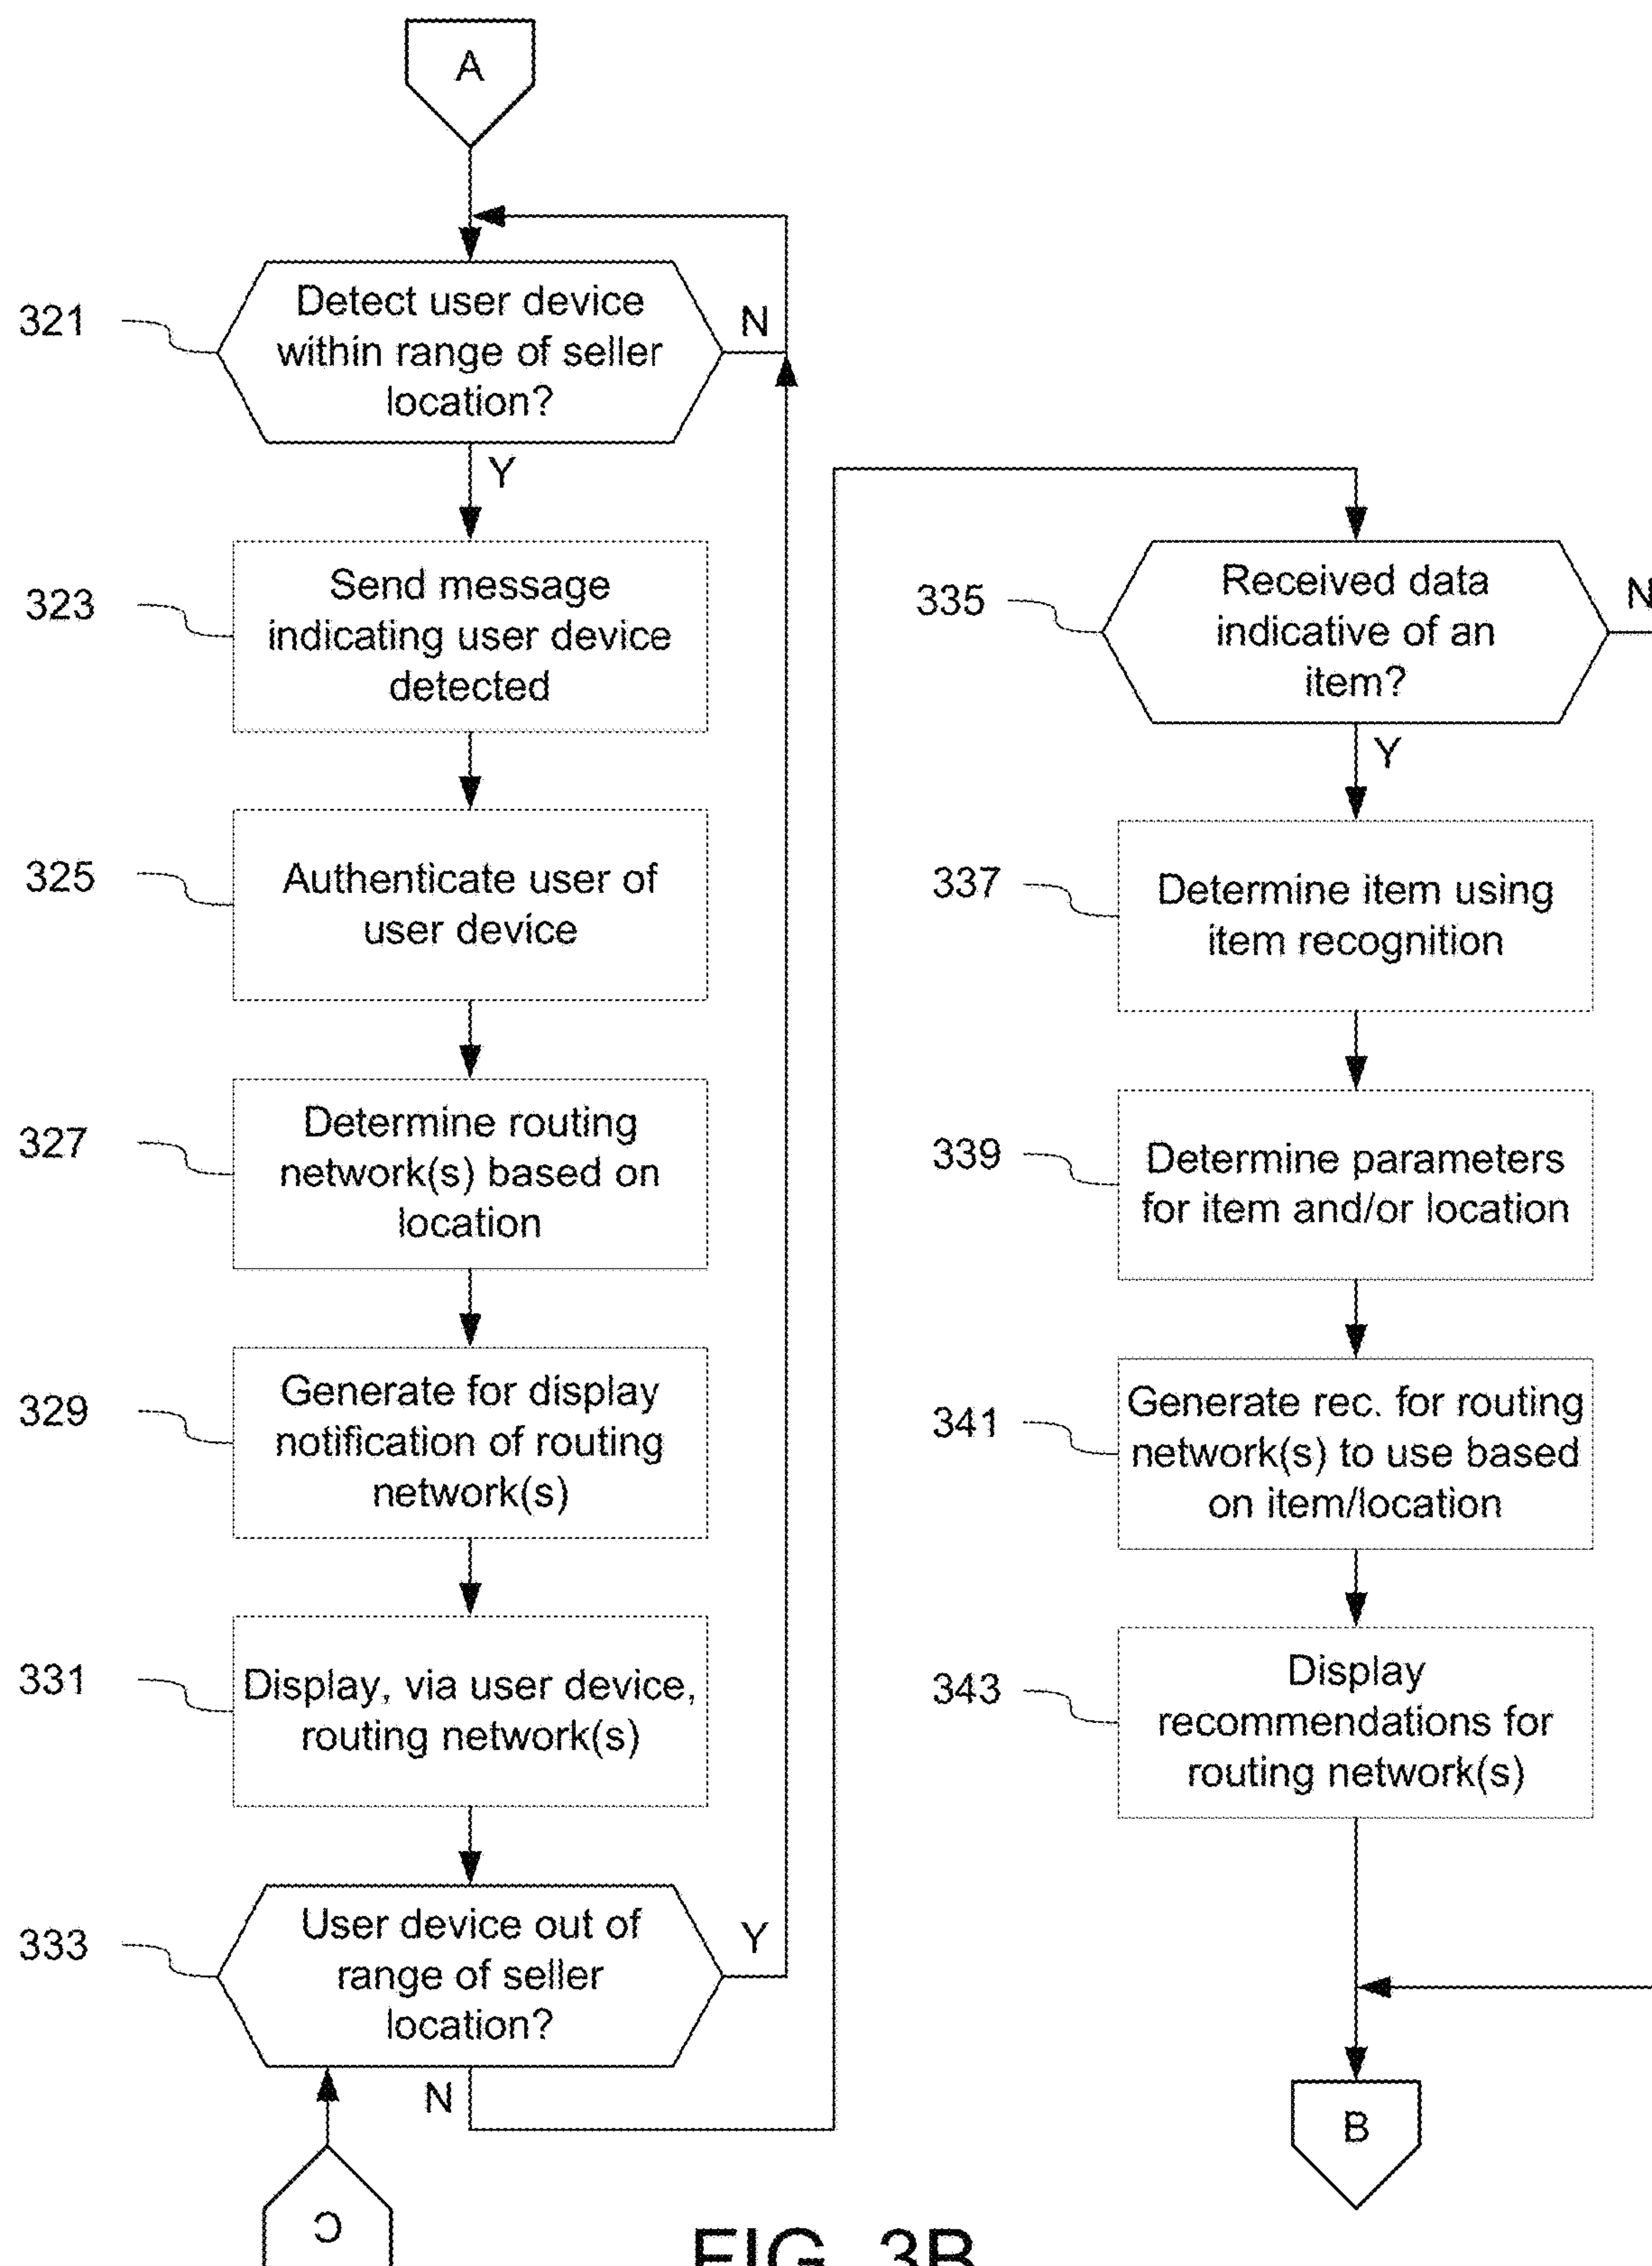 A
321
Detect user device
within range of seller
location?
N
Y
323
Send message
indicating user device
detected
325
Authenticate user of
user device
327
Determine routing
network(s) based on
location
329
Generate for display
notification of routing
network(s)
331
Display, via user device,
routing network(s)
333
User device out of
range of seller
location?
Y
N
C
335
Received data
indicative of an
item?
N
Y
337
Determine item using
item recognition
339
Determine parameters
for item and/or location
341
Generate rec. for routing
network(s) to use based
on item/location
343
Display
recommendations for
routing network(s)
B
FIG. 3B